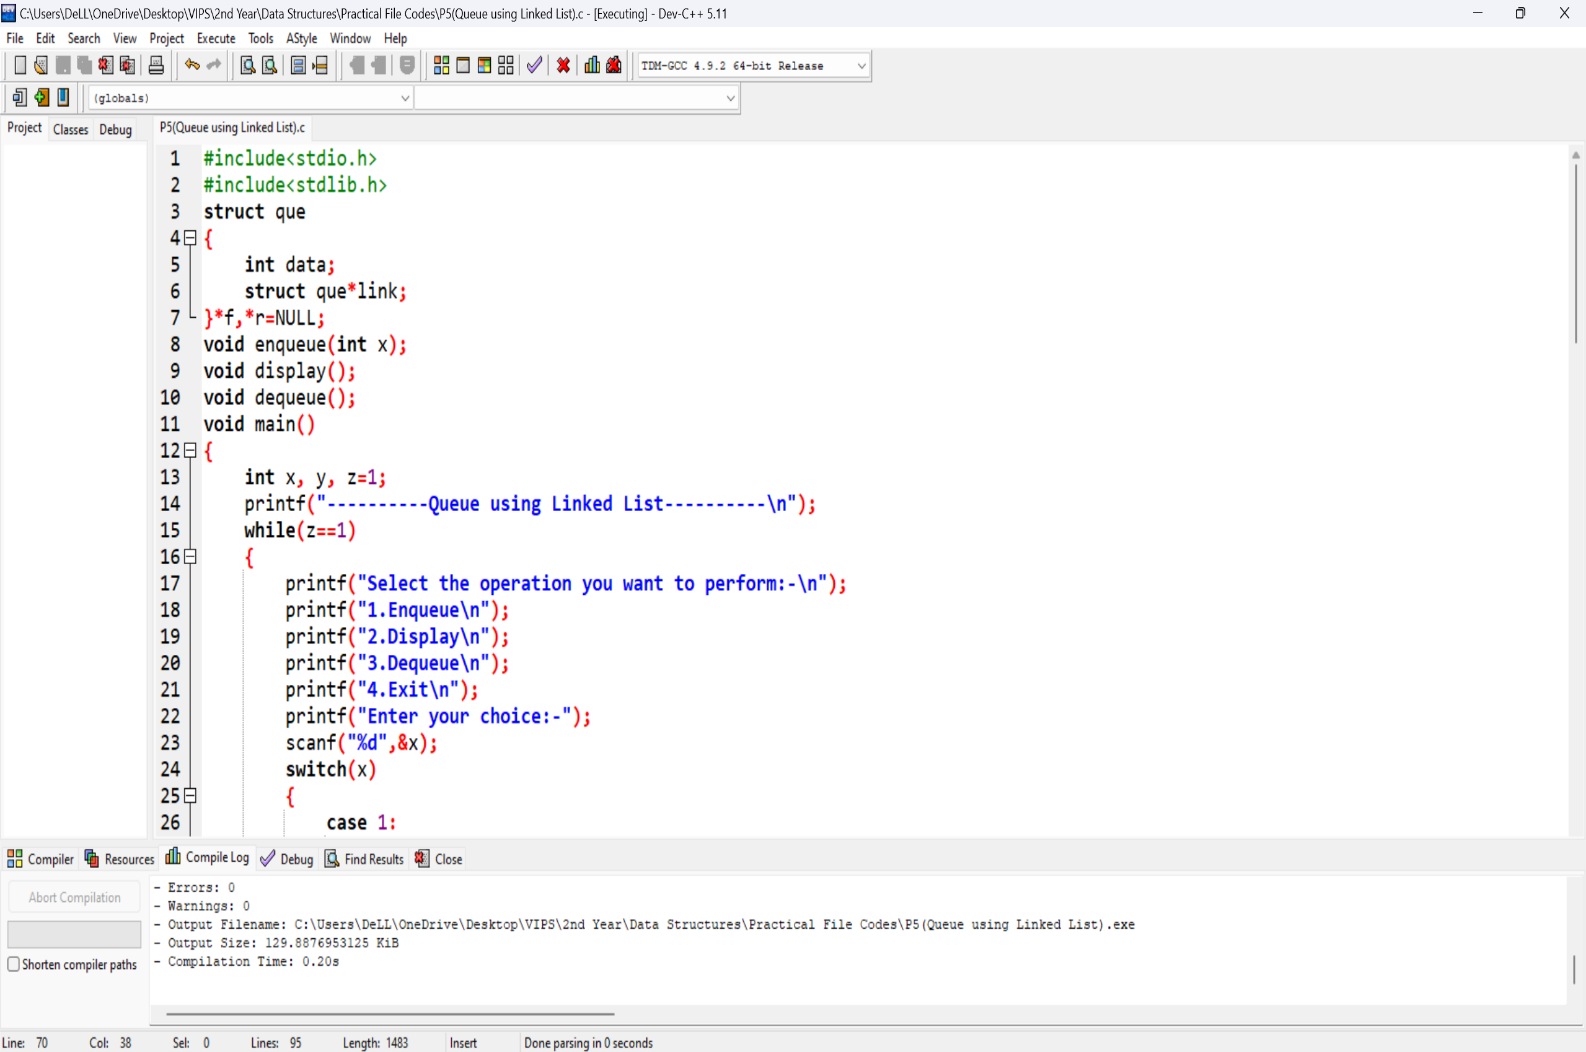 C:\Users\DeLL\OneDrive\Desktop\VIPS\2nd Year\Data Structures\Practical File Codes\P5(Queue using Linked List).c - [Executing] - Dev-C++ 5.11
File Edit Search View Project Execute Tools AStyle Window Help
TDM-GCC 4.9.2 64-bit Release
(globals)
Project Classes Debug
P5(Queue using Linked List).c
1 #include<stdio.h>
2 #include<stdlib.h>
3 struct que
4 {
5 int data;
6 struct que*link;
7 }*f,*r=NULL;
8 void enqueue(int x);
9 void display();
10 void dequeue();
11 void main()
12 {
13 int x, y, z=1;
14 printf("----------Queue using Linked List----------\n");
15 while(z==1)
16 {
17 printf("Select the operation you want to perform:-\n");
18 printf("1.Enqueue\n");
19 printf("2.Display\n");
20 printf("3.Dequeue\n");
21 printf("4.Exit\n");
22 printf("Enter your choice:-");
23 scanf("%d",&x);
24 switch(x)
25 {
26 case 1:
Compiler Resources Compile Log Debug Find Results Close
Abort Compilation
Shorten compiler paths
- Errors: 0
- Warnings: 0
- Output Filename: C:\Users\DeLL\OneDrive\Desktop\VIPS\2nd Year\Data Structures\Practical File Codes\P5(Queue using Linked List).exe
- Output Size: 129.8876953125 KiB
- Compilation Time: 0.20s
Line: 70 Col: 38 Sel: 0 Lines: 95 Length: 1483 Insert Done parsing in 0 seconds